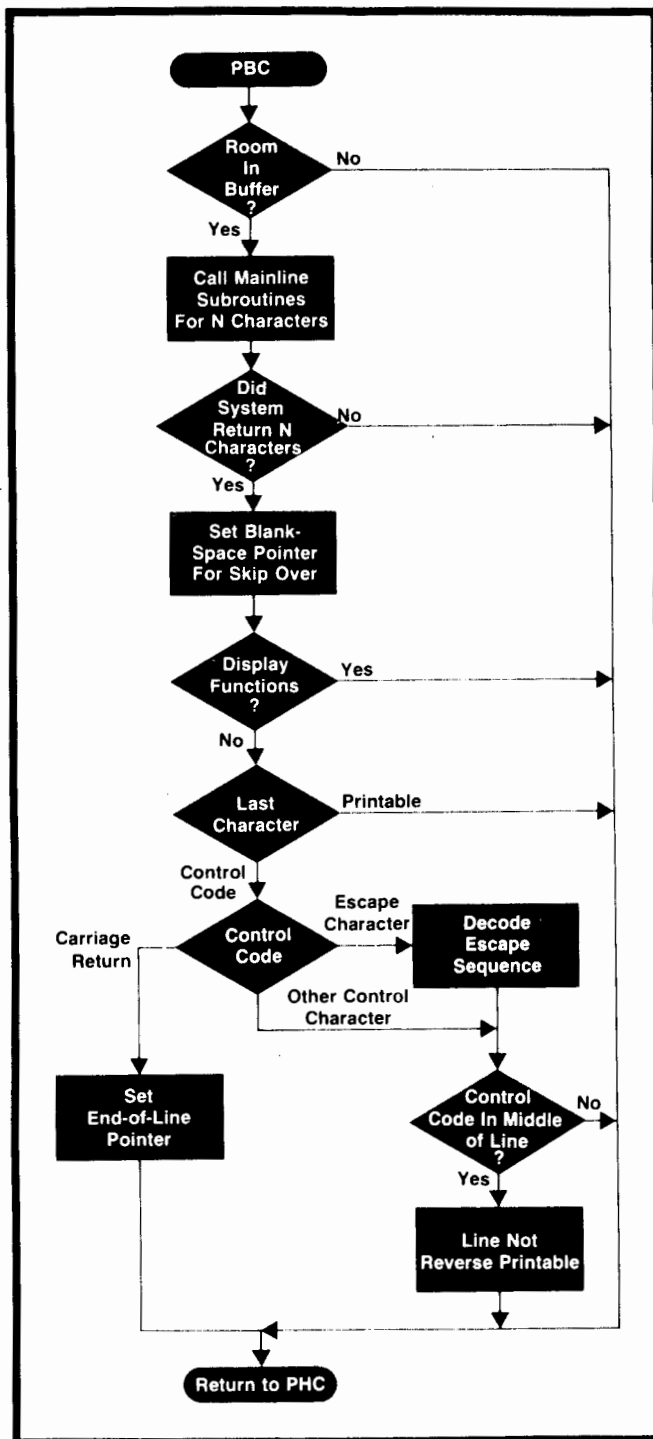 PBC
Room
In
Buffer
?
No
Yes
Call Mainline
Subroutines
For N Characters
Did
System
Return N
Characters
?
No
Yes
Set Blank-
Space Pointer
For Skip Over
Display
Functions
?
Yes
No
Last
Character
Printable
Control
Code
Control
Code
Escape
Character
Decode
Escape
Sequence
Carriage
Return
Other Control
Character
Set
End-of-Line
Pointer
Control
Code In Middle
of Line
?
No
Yes
Line Not
Reverse Printable
Return to PHC